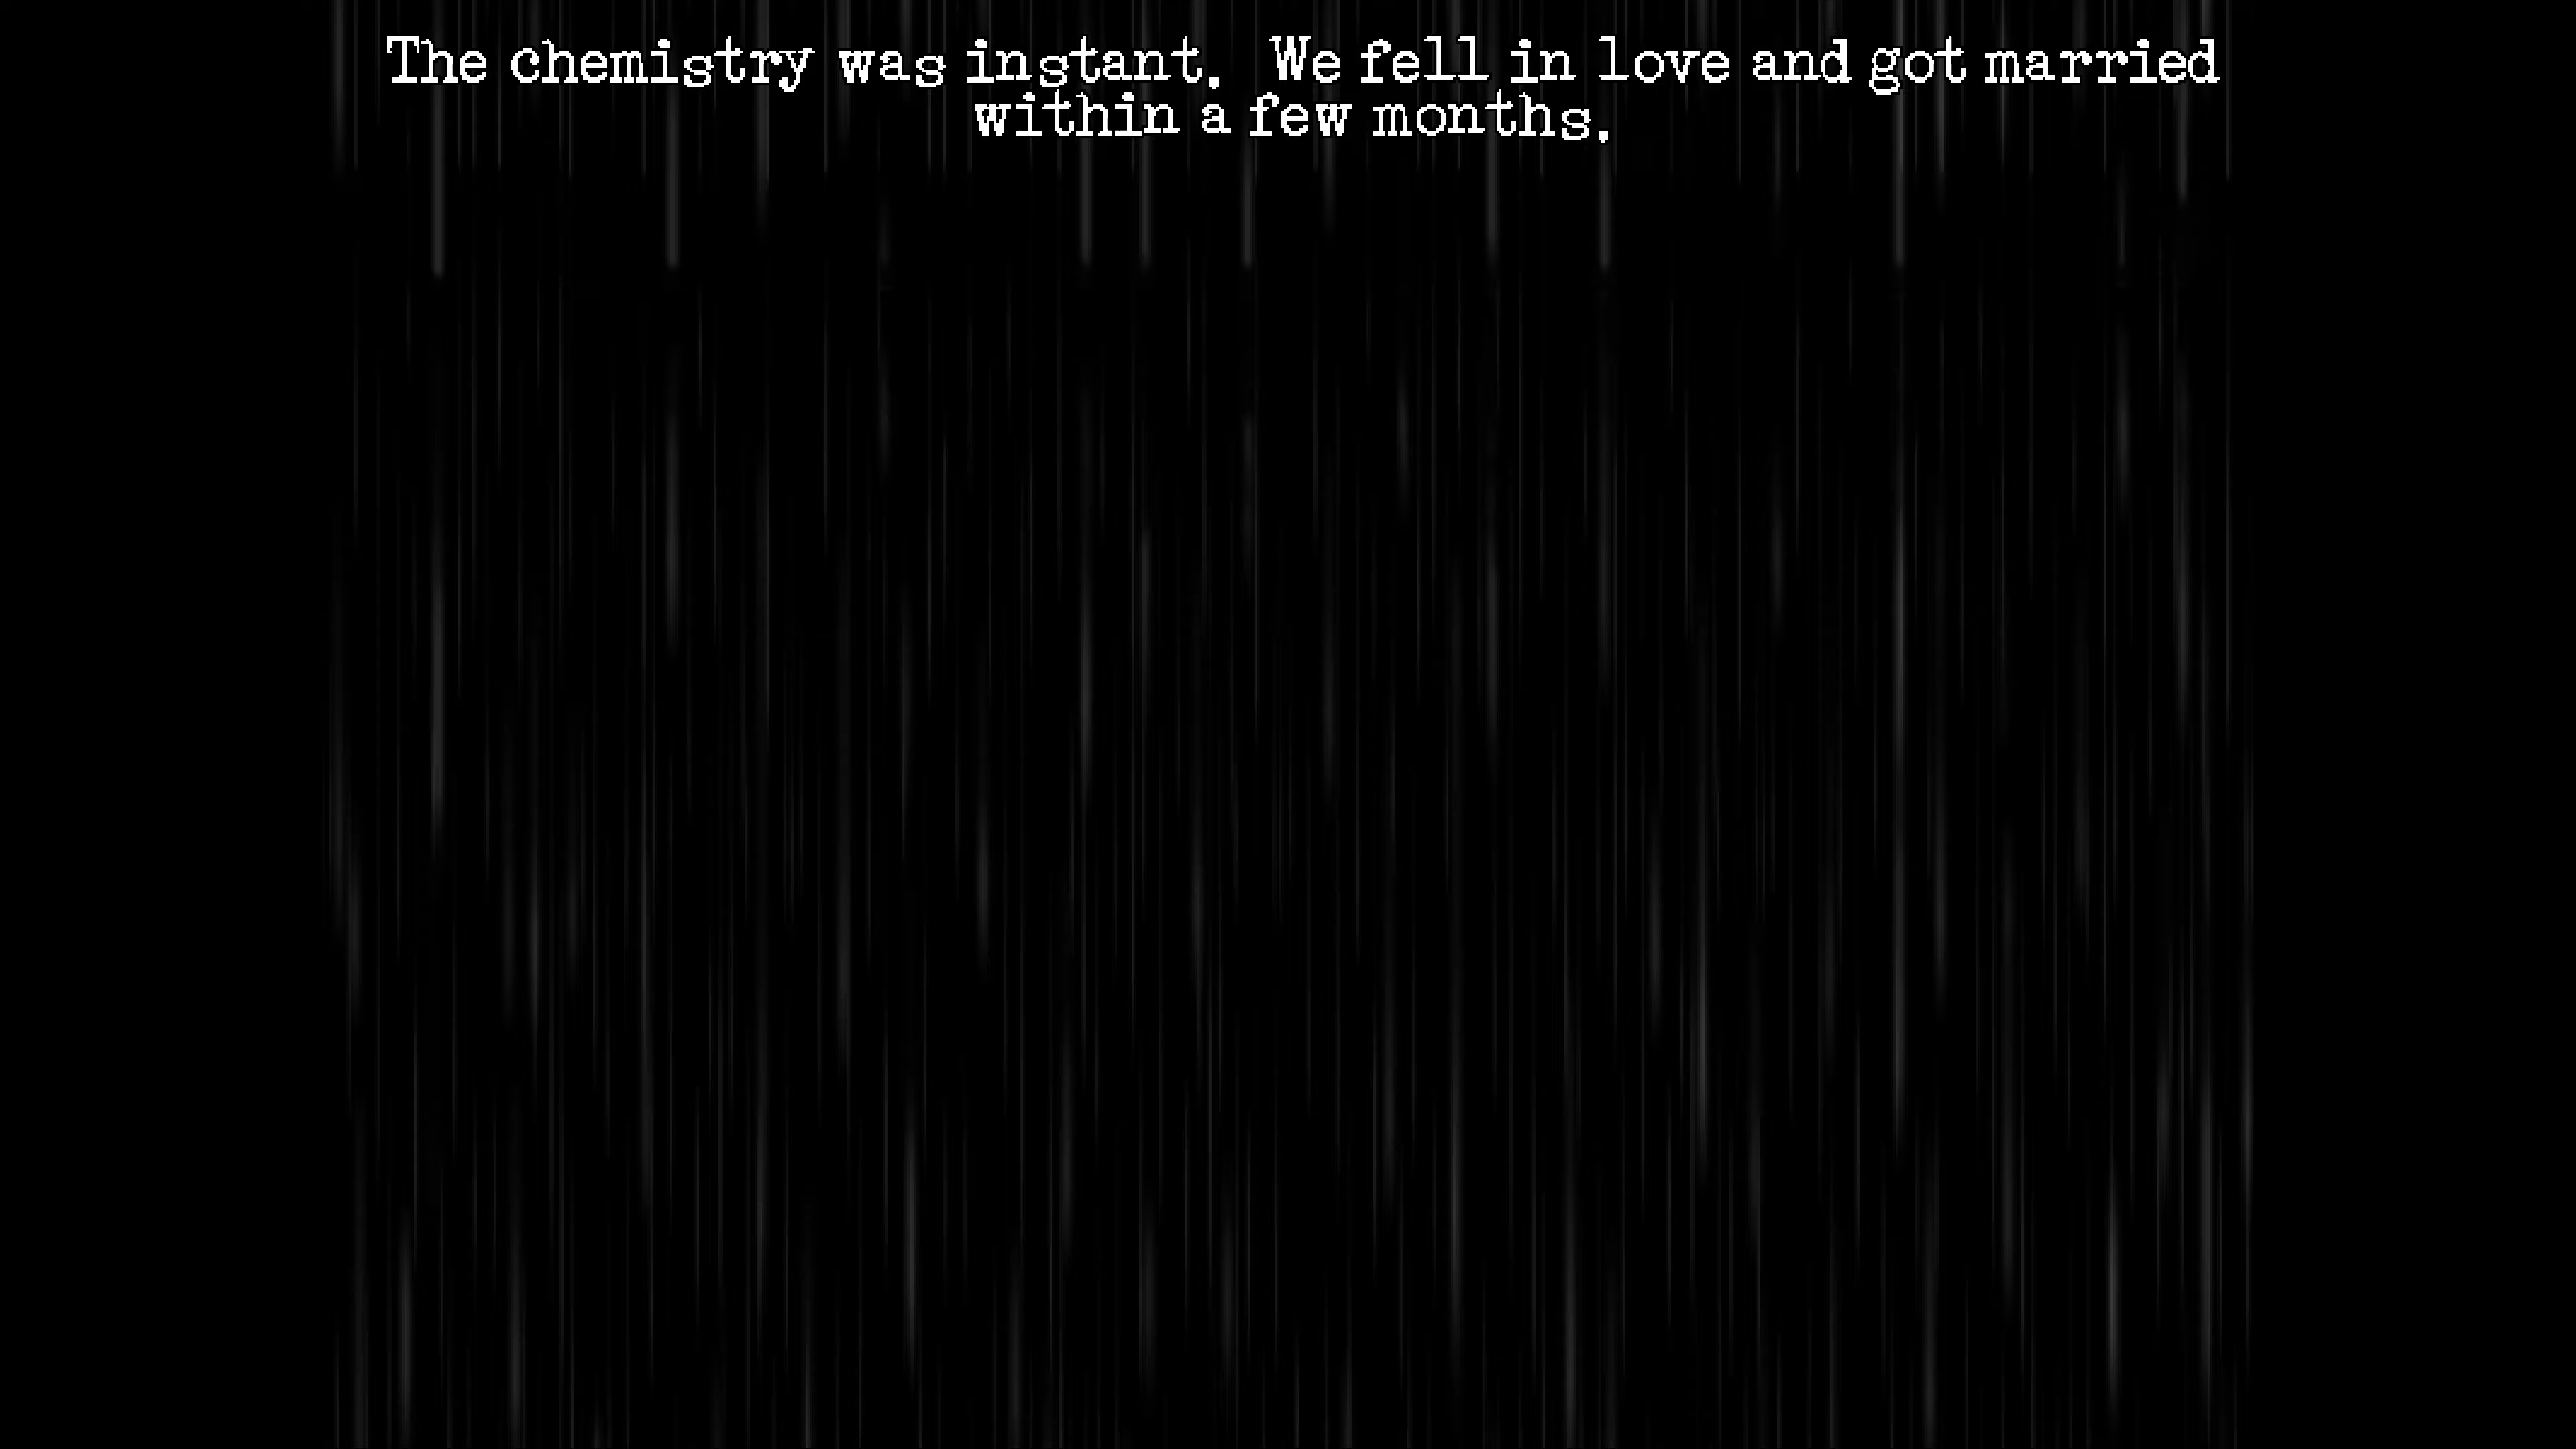 The chemistry was instant.  We fell in love and got married
within a few months.